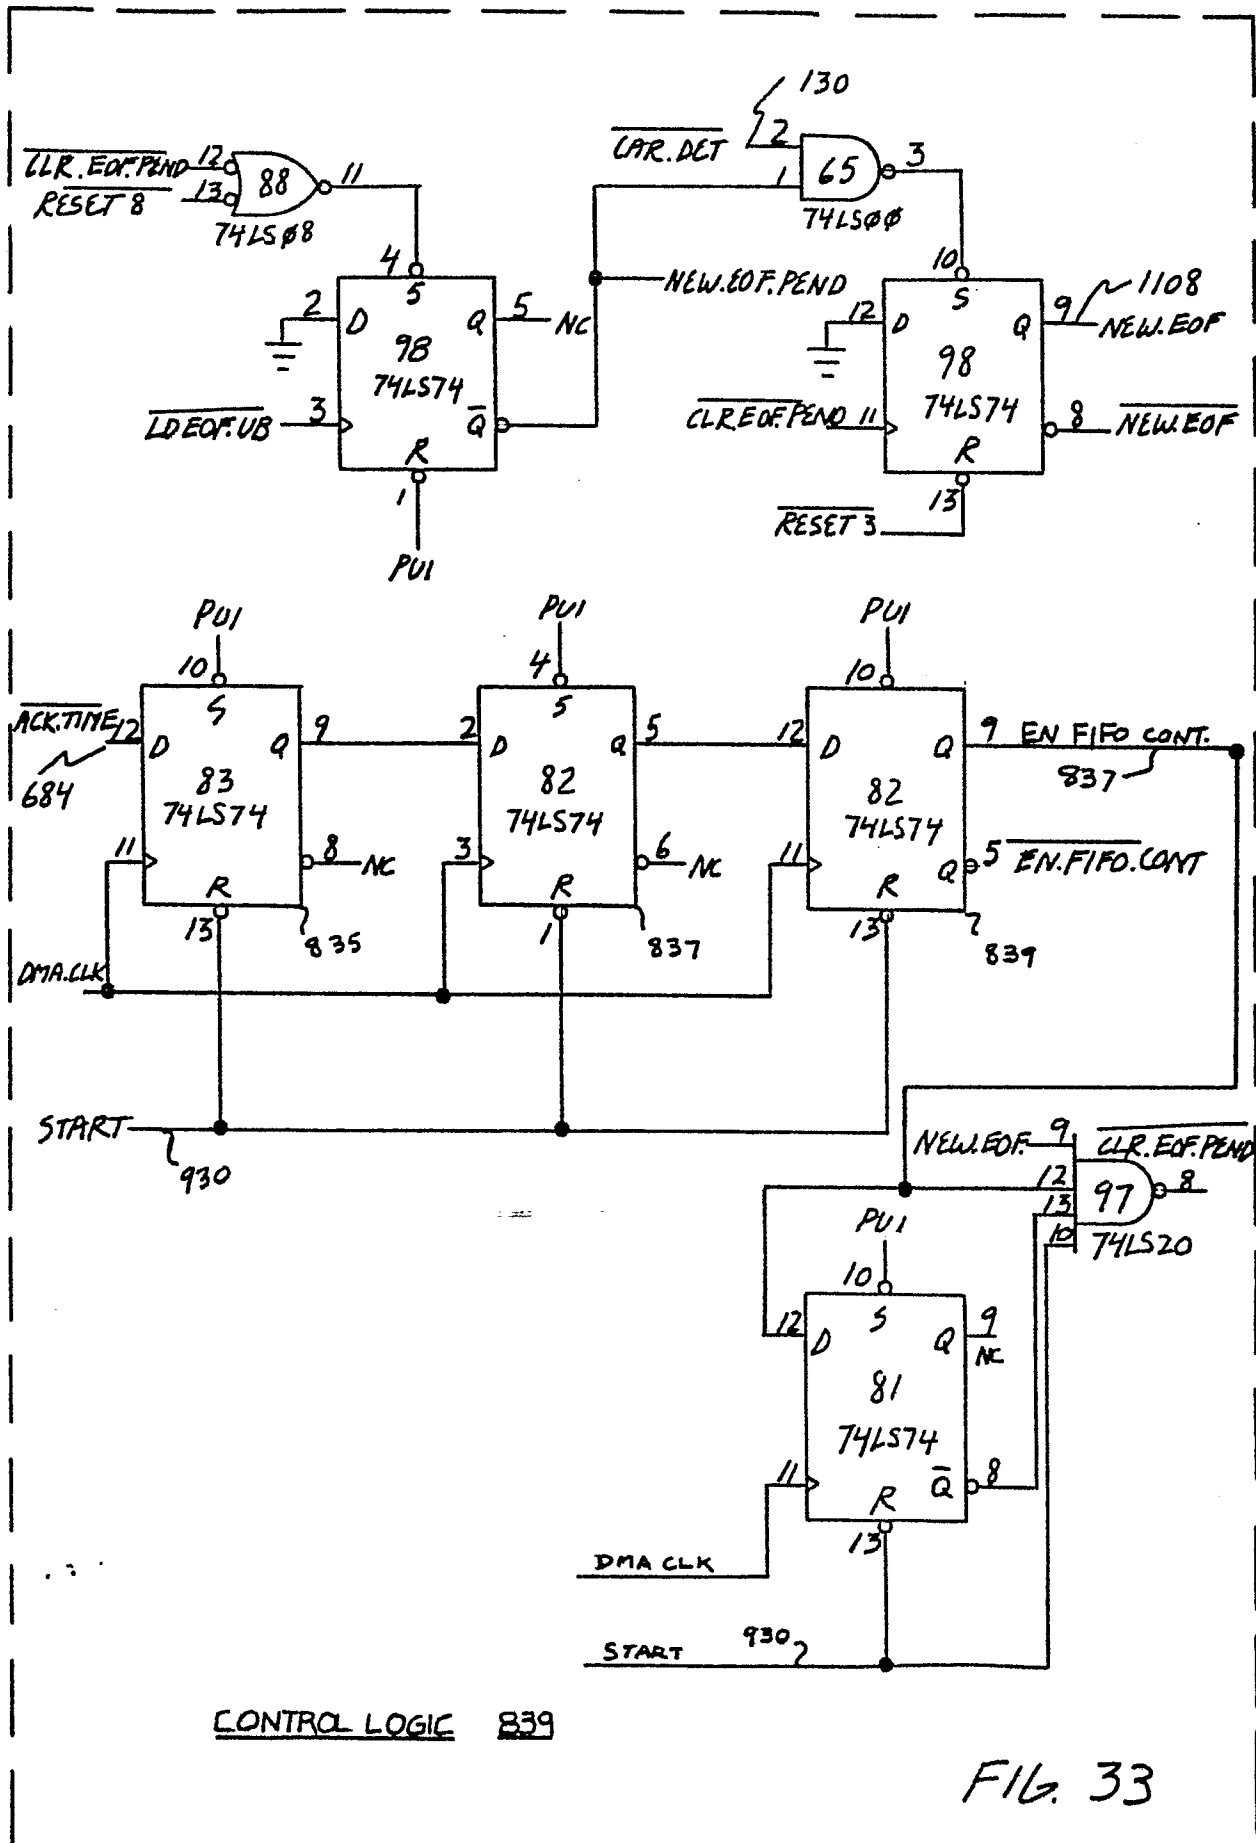 130
CAR.DET 2
1 65 3
74LS00
CLR.EOF.PEND 12
RESET 8 13
88 11
74LSø8
4
S
2 D Q 5 NC
98
74LS74
LDEOF.UB 3 Q
R
1
PU1
NEW.EOF.PEND
10
S
12 D Q 9 1108
NEW.EOF
98
74LS74
CLR.EOF.PEND 11
8 NEW.EOF
R
13
RESET 3
PU1
10
S
ACK.TIME 12 D Q 9
684
83
74LS74
11 8 NC
R
13
835
PU1
4
S
2 D Q 5
82
74LS74
3 6 NC
R
1
837
PU1
10
12 D Q 9 EN FIFO CONT.
837
82
74LS74
11 Q 5 EN.FIFO.CONT
R
13
839
DMA.CLK
START
930
NEW.EOF. 9 CLR.EOF.PEND
12
13
10
97 8
74LS20
PU1
10
S
12 D Q 9
NC
81
74LS74
11 Q 8
R
13
DMA CLK
START 930
CONTROL LOGIC 839
FIG. 33